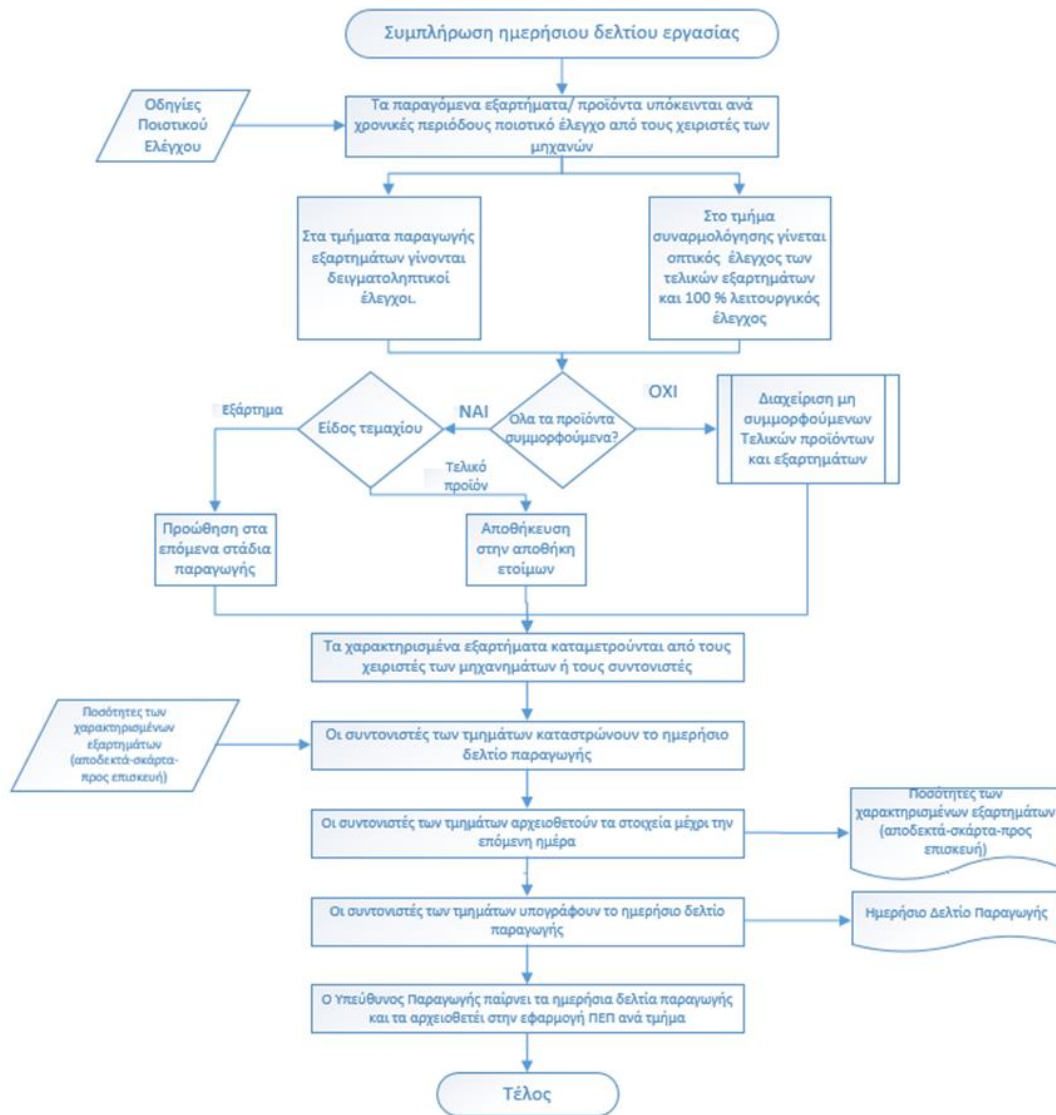 Συμπλήρωση ημερήσιου δελτίου εργασίας
Οδηγίες
Ποιοτικού
Ελέγχου
Τα παραγόμενα εξαρτήματα/ προϊόντα υπόκεινται ανά
χρονικές περιόδους ποιοτικό έλεγχο από τους χειριστές των
μηχανών
Στα τμήματα παραγωγής
εξαρτημάτων γίνονται
δειγματοληπτικοί
έλεγχοι.
Στο τμήμα
συναρμολόγησης γίνεται
οπτικός έλεγχος των
τελικών εξαρτημάτων
και 100 % λειτουργικός
έλεγχος
Εξάρτημα
Είδος τεμαχίου
ΝΑΙ
Ολα τα προϊόντα
συμμορφούμενα?
ΟΧΙ
Διαχείριση μη
συμμορφούμενων
Τελικών προϊόντων
και εξαρτημάτων
Τελικό
προϊόν
Προώθηση στα
επόμενα στάδια
παραγωγής
Αποθήκευση
στην αποθήκη
ετοίμων
Τα χαρακτηρισμένα εξαρτήματα καταμετρούνται από τους
χειριστές των μηχανημάτων ή τους συντονιστές
Ποσότητες των
χαρακτηρισμένων
εξαρτημάτων
(αποδεκτά-σκάρτα-
προς επισκευή)
Οι συντονιστές των τμημάτων καταστρώνουν το ημερήσιο
δελτίο παραγωγής
Οι συντονιστές των τμημάτων αρχειοθετούν τα στοιχεία μέχρι την
επόμενη ημέρα
Ποσότητες των
χαρακτηρισμένων εξαρτημάτων
(αποδεκτά-σκάρτα-προς
επισκευή)
Οι συντονιστές των τμημάτων υπογράφουν το ημερήσιο δελτίο
παραγωγής
Ημερήσιο Δελτίο Παραγωγής
Ο Υπεύθυνος Παραγωγής παίρνει τα ημερήσια δελτία παραγωγής
και τα αρχειοθετεί στην εφαρμογή ΠΕΠ ανά τμήμα
Τέλος